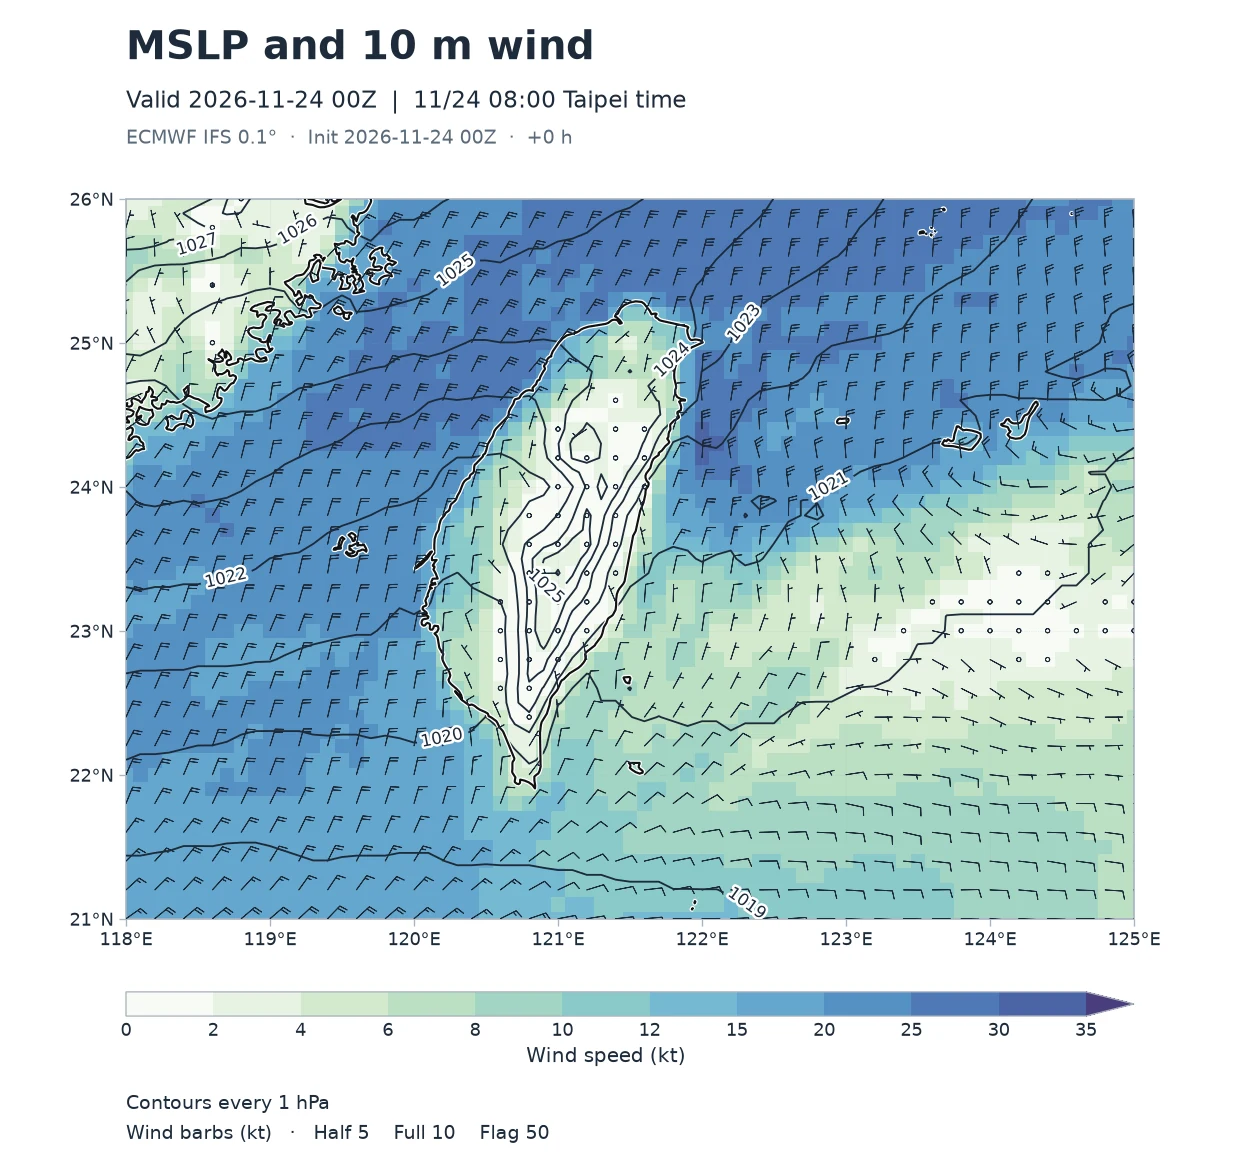 MSLP and 10 m wind
Valid 2026-11-24 00Z | 11/24 08:00 Taipei time
ECMWF IFS 0.1° · Init 2026-11-24 00Z · +0 h
26°N
1027
1026
1025
25°N
1023
1024
24°N
1021
1022
1025
23°N
1020
22°N
1019
21°N
118°E 119°E 120°E 121°E 122°E 123°E 124°E 125°E
0 2 4 6 8 10 12 15 20 25 30 35
Wind speed (kt)
Contours every 1 hPa
Wind barbs (kt) · Half 5 Full 10 Flag 50